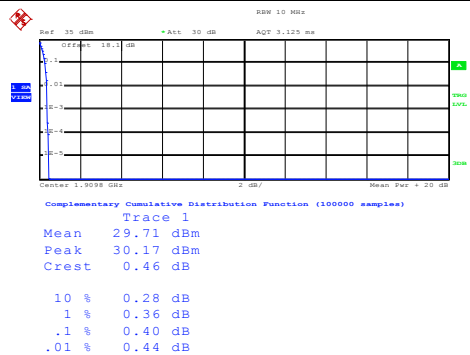 RBW 10 MHz
Ref 35 dBm * Att 30 dB AQT 3.125 ms
Offset 18.1 dB
0.1
0.01
1E-3
1E-4
1E-5
1 SA
VIEW
A
TRG
LVL
3DB
Center 1.9098 GHz 2 dB/ Mean Pwr + 20 dB
Complementary Cumulative Distribution Function (100000 samples)
Trace 1
Mean 29.71 dBm
Peak 30.17 dBm
Crest 0.46 dB
10 % 0.28 dB
1 % 0.36 dB
.1 % 0.40 dB
.01 % 0.44 dB